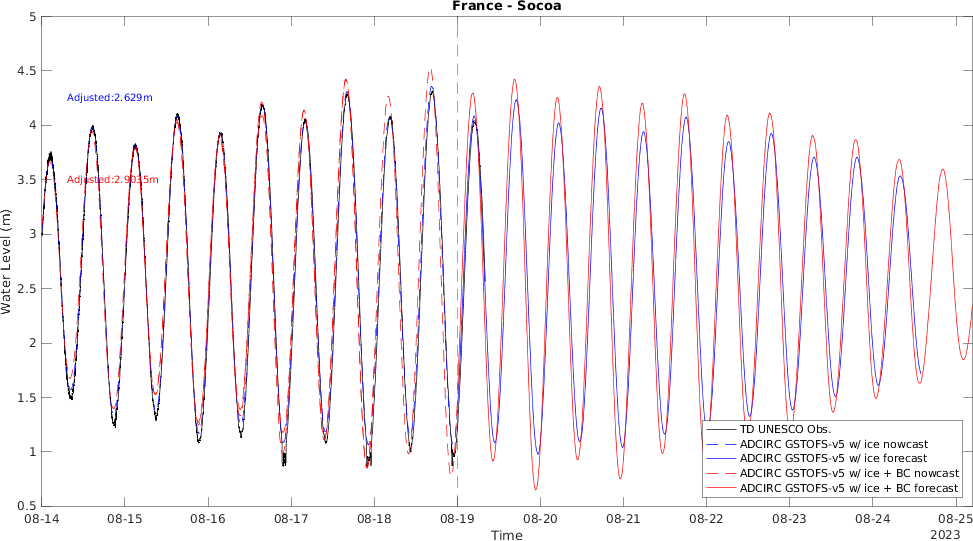 France - Socoa
5
4.5
4
3.5
3
2.5
2
1.5
1
0.5
Water Level (m)
Adjusted:2.629m
Adjusted:2.9035m
TD UNESCO Obs.
ADCIRC GSTOFS-v5 w/ ice nowcast
ADCIRC GSTOFS-v5 w/ ice forecast
ADCIRC GSTOFS-v5 w/ ice + BC nowcast
ADCIRC GSTOFS-v5 w/ ice + BC forecast
08-14 08-15 08-16 08-17 08-18 08-19 08-20 08-21 08-22 08-23 08-24 08-25
Time
2023